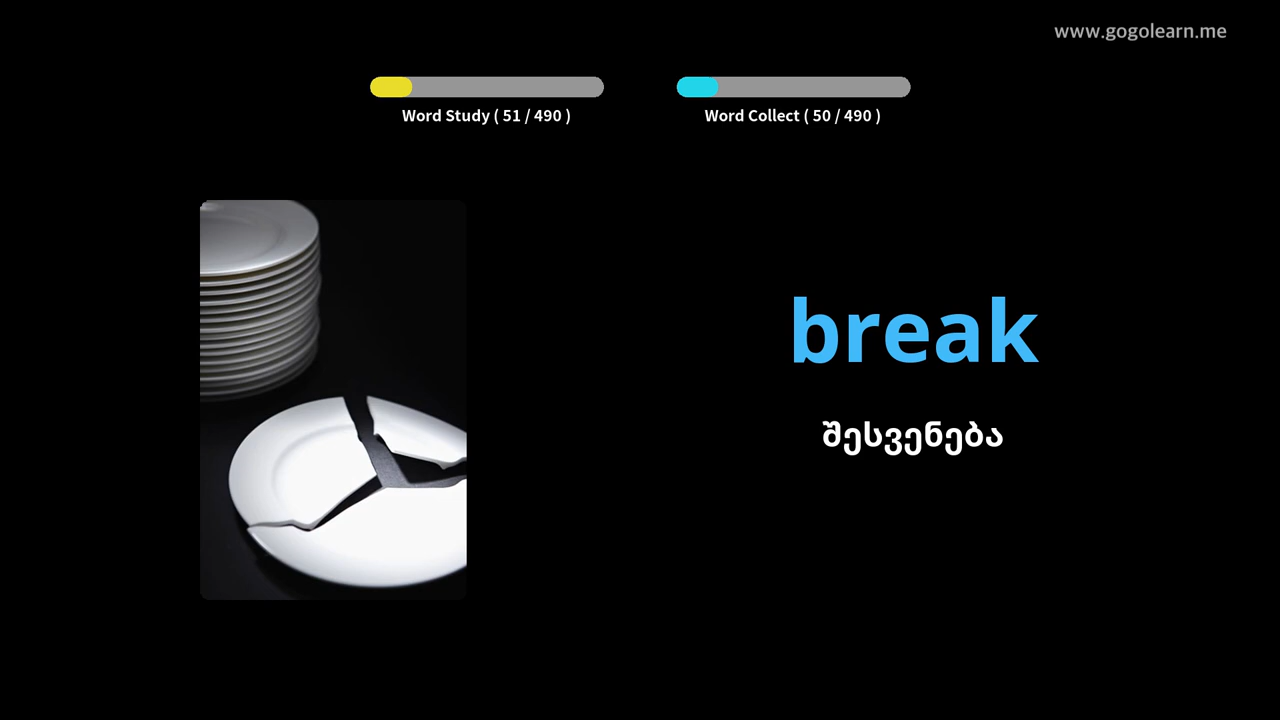 www.gogolearn.me
Word Study ( 51 / 490 )
Word Collect ( 50 / 490 )
break
შესვენება